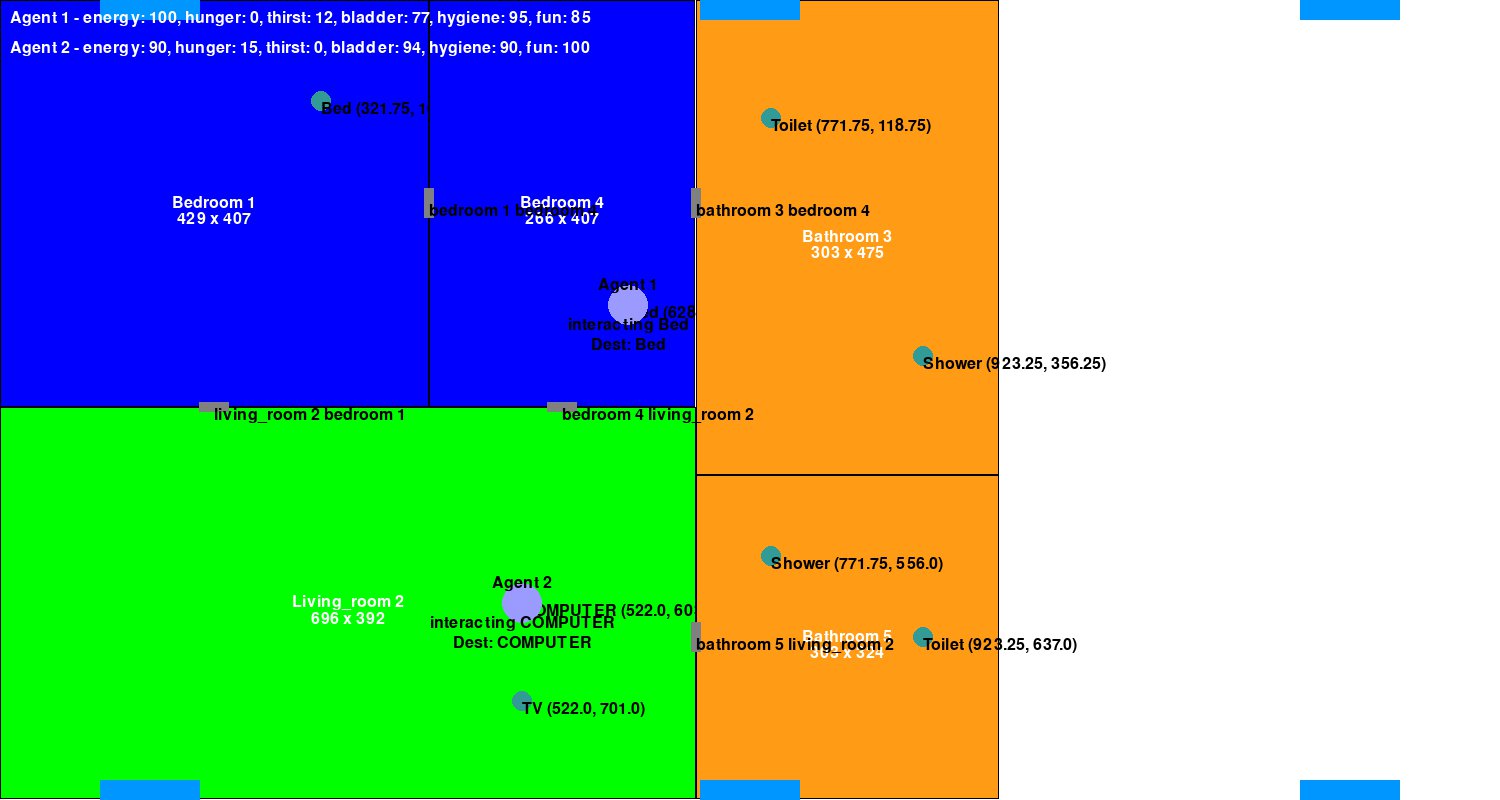 Agent 1 - energy: 100, hunger: 0, thirst: 12, bladder: 77, hygiene: 95, fun: 85
Agent 2 - energy: 90, hunger: 15, thirst: 0, bladder: 94, hygiene: 90, fun: 100
Bed (321.75, 1
Toilet (771.75, 118.75)
Bedroom 1
429 x 407
bedroom 1 bedroom 4
Bedroom 4
266 x 407
bathroom 3 bedroom 4
Bathroom 3
303 x 475
Agent 1
(628
interacting Bed
Dest: Bed
Shower (923.25, 356.25)
living_room 2 bedroom 1
bedroom 4 living_room 2
Shower (771.75, 556.0)
Agent 2
Living_room 2
696 x 392
COMPUTER (522.0, 60
interacting COMPUTER
Dest: COMPUTER
Bathroom 5
303 x 324
bathroom 5 living_room 2
Toilet (923.25, 637.0)
TV (522.0, 701.0)